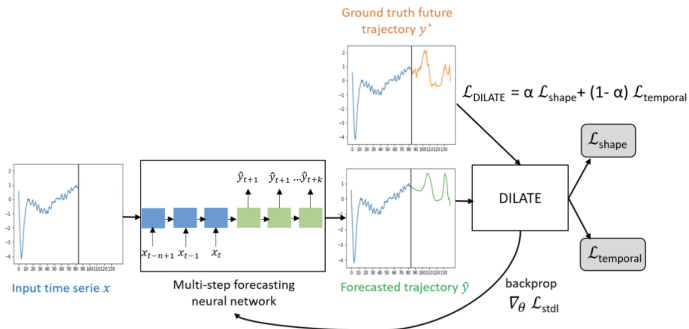 Ground truth future
trajectory y*
ℒDILATE = α ℒshape+ (1- α) ℒtemporal
ℒshape
DILATE
ℒtemporal
ŷt+1 ŷt+1 ...ŷt+k
xt−n+1 xt−1 xt
Input time serie x
Multi-step forecasting
neural network
Forecasted trajectory ŷ
backprop
∇θ ℒstdl